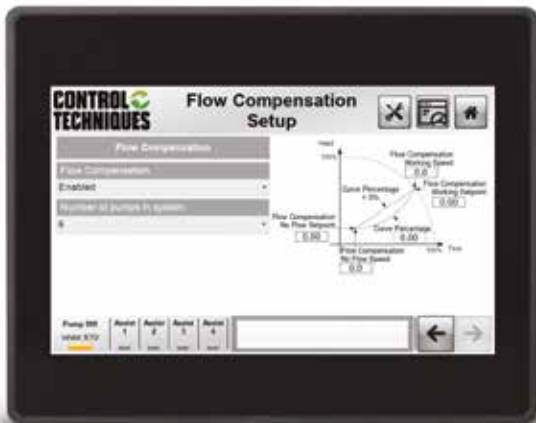 CONTROL
TECHNIQUES
Flow Compensation
Setup
Flow Compensation
Flow Compensation
Enabled
Number of pumps in system
6
Head
100%
Flow Compensation
Working Speed
0.0
Flow Compensation
Working Setpoint
0.00
Curve Percentage
Flow Compensation
No Flow Setpoint
0.00
Curve Percentage
0.00
Flow Compensation
No Flow Speed
0.0
100%
Flow
Assist
1
Assist
2
Assist
3
Assist
4